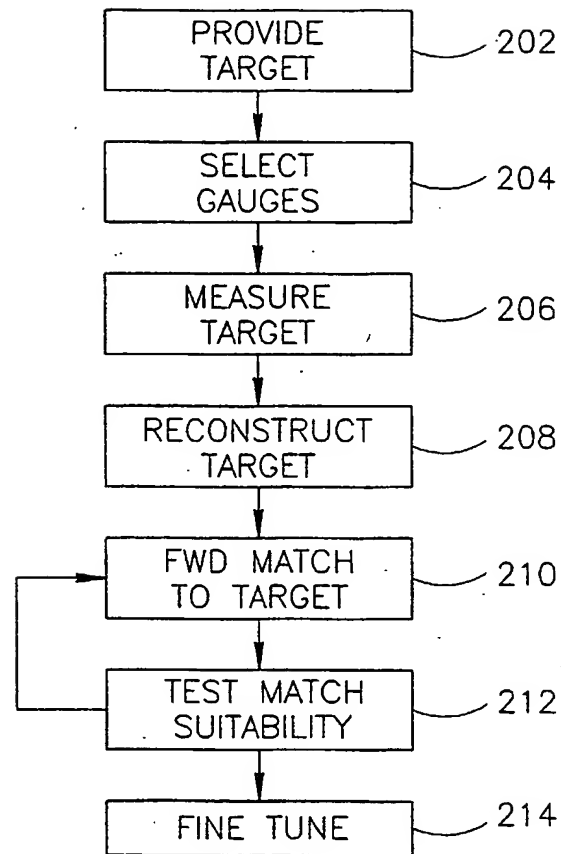 PROVIDE
TARGET
202
SELECT
GAUGES
204
MEASURE
TARGET
206
RECONSTRUCT
TARGET
208
FWD MATCH
TO TARGET
210
TEST MATCH
SUITABILITY
212
FINE TUNE
214